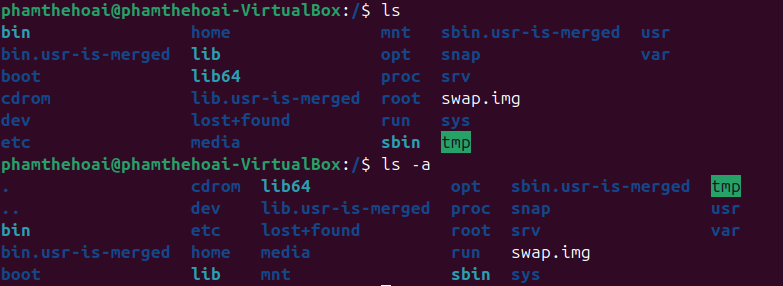 phamthehoai@phamthehoai-VirtualBox:/$ ls
bin home mnt sbin.usr-is-merged usr
bin.usr-is-merged lib opt snap var
boot lib64 proc srv
cdrom lib.usr-is-merged root swap.img
dev lost+found run sys
etc media sbin tmp
phamthehoai@phamthehoai-VirtualBox:/$ ls -a
. cdrom lib64 opt sbin.usr-is-merged tmp
.. dev lib.usr-is-merged proc snap usr
bin etc lost+found root srv var
bin.usr-is-merged home media run swap.img
boot lib mnt sbin sys